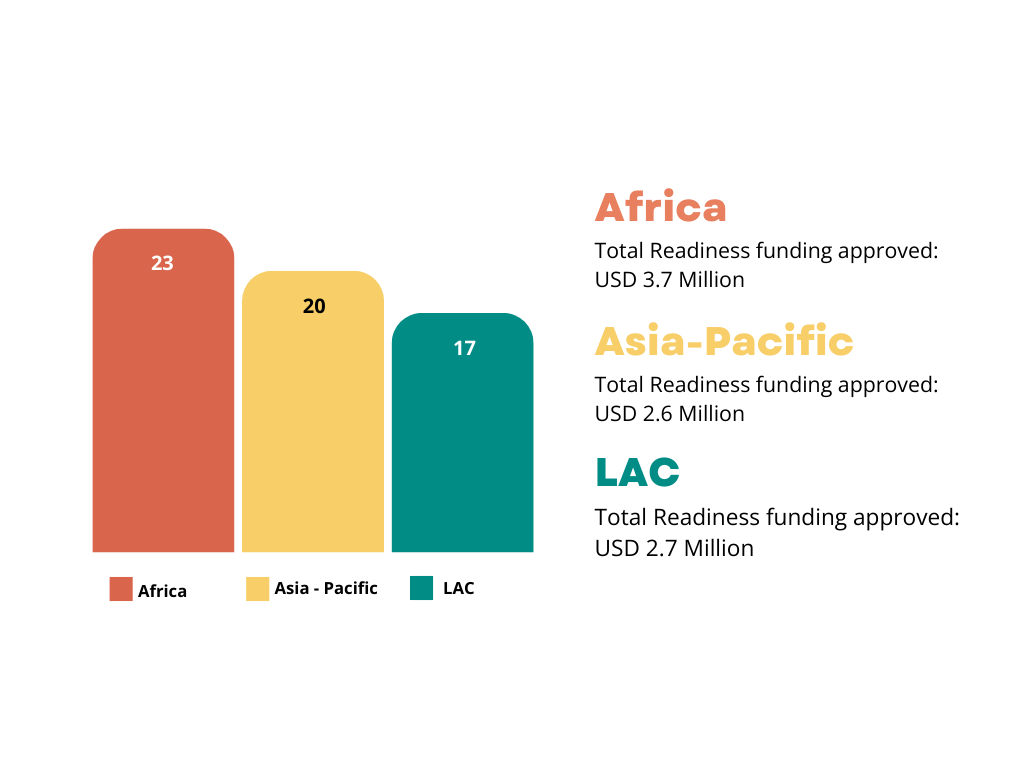 23
20
17
Africa
Asia - Pacific
LAC
Africa
Total Readiness funding approved:
USD 3.7 Million
Asia-Pacific
Total Readiness funding approved:
USD 2.6 Million
LAC
Total Readiness funding approved:
USD 2.7 Million